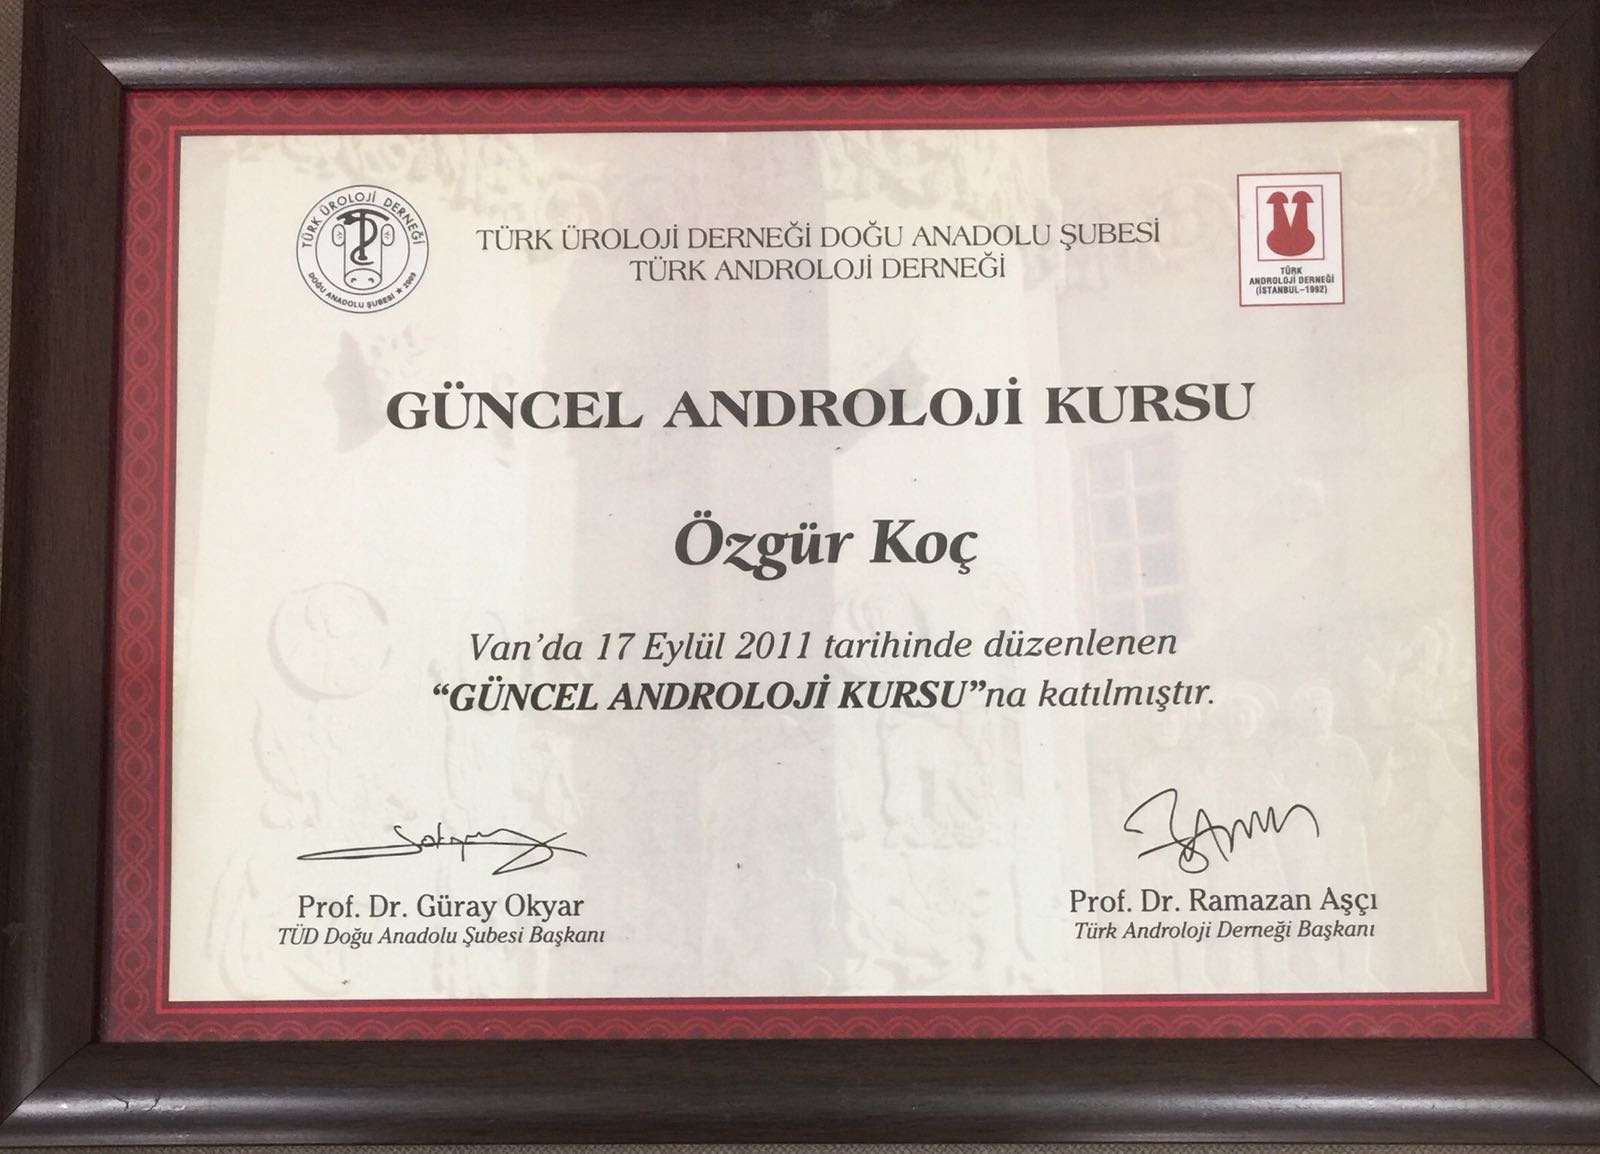 TÜRK ÜROLOJİ DERNEĞİ
DOĞU ANADOLU ŞUBESİ ★ 2009
TÜRK ÜROLOJİ DERNEĞİ DOĞU ANADOLU ŞUBESİ
TÜRK ANDROLOJİ DERNEĞİ
TÜRK
ANDROLOJİ DERNEĞİ
(İSTANBUL-1992)
GÜNCEL ANDROLOJİ KURSU
Özgür Koç
Van'da 17 Eylül 2011 tarihinde düzenlenen
“GÜNCEL ANDROLOJİ KURSU”na katılmıştır.
Prof. Dr. Güray Okyar
TÜD Doğu Anadolu Şubesi Başkanı
Prof. Dr. Ramazan Aşçı
Türk Androloji Derneği Başkanı